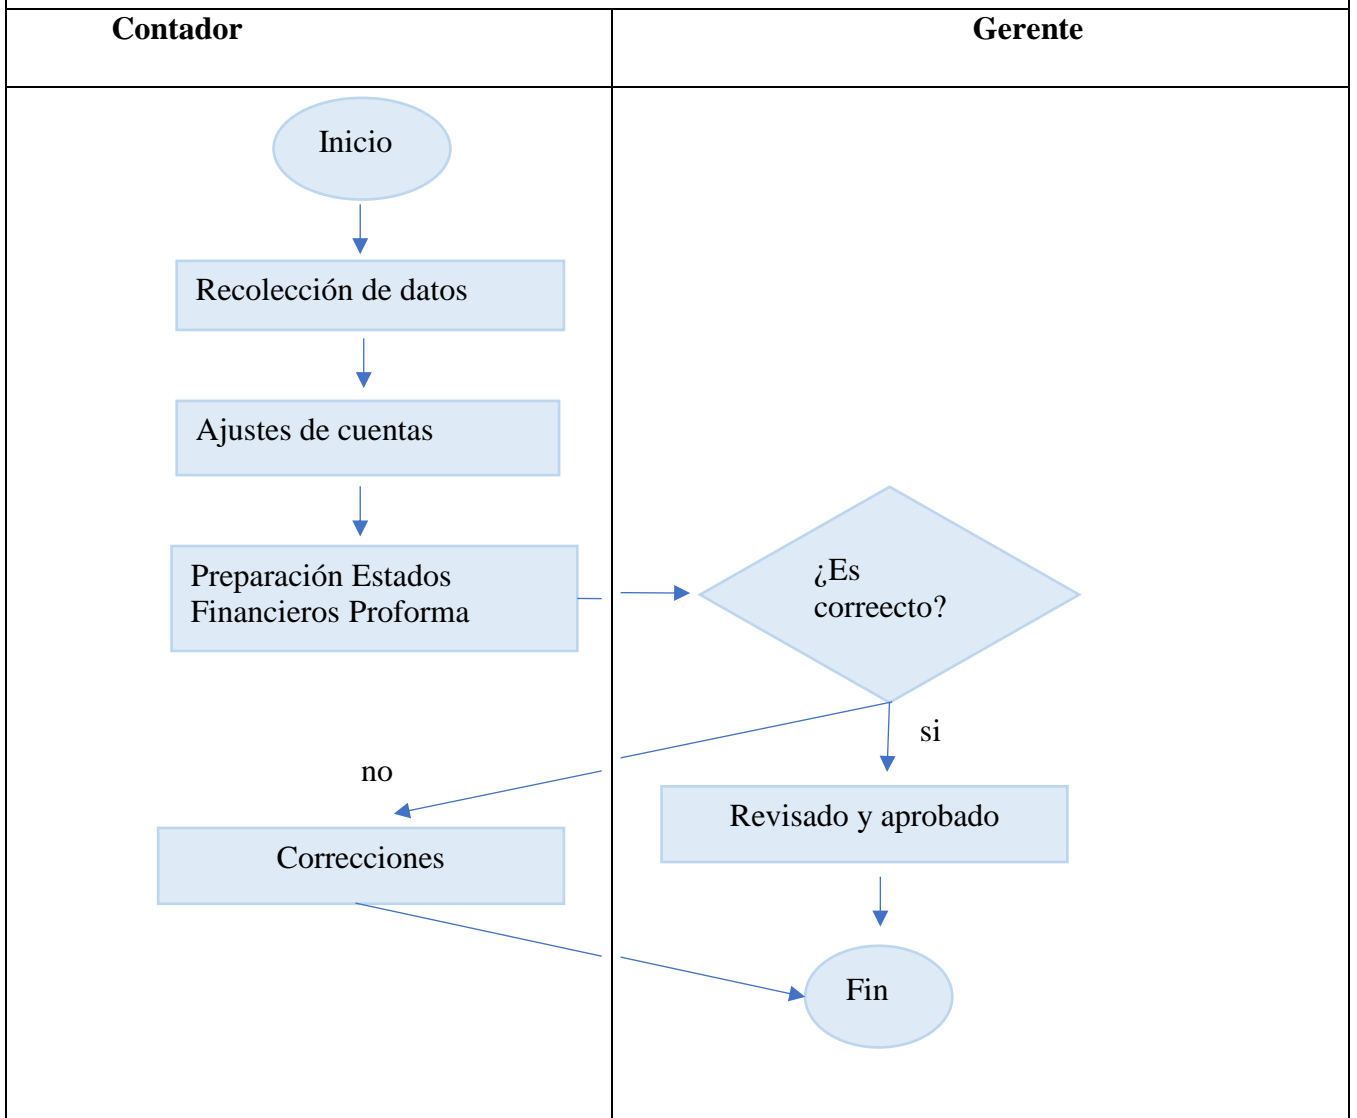 Contador
Gerente
Inicio
Recolección de datos
Ajustes de cuentas
Preparación Estados
Financieros Proforma
¿Es
correecto?
si
no
Revisado y aprobado
Correcciones
Fin